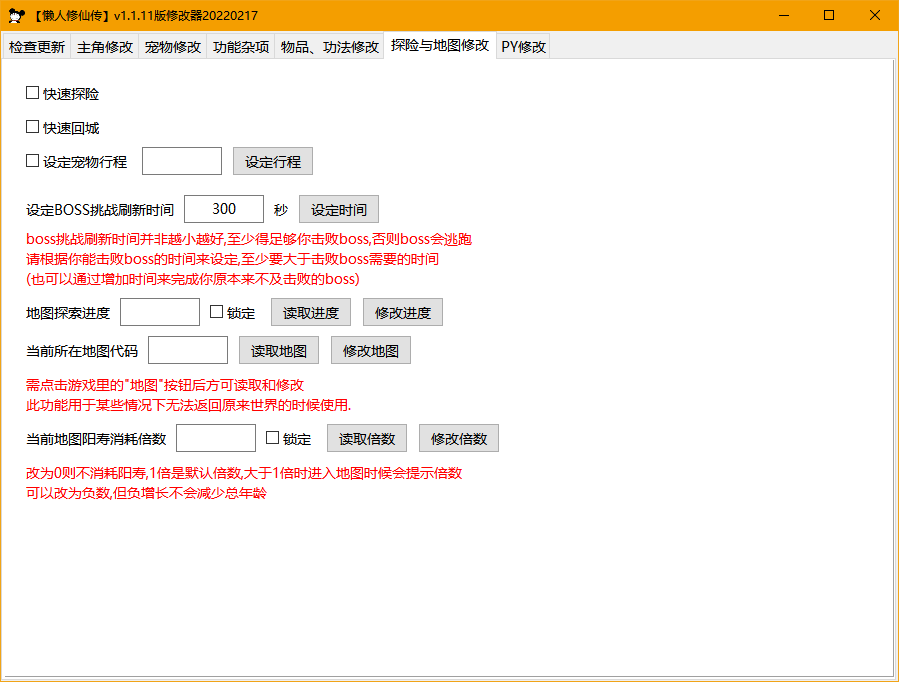 【懒人修仙传】v1.1.11版修改器20220217
检查更新 主角修改 宠物修改 功能杂项 物品、功法修改 探险与地图修改 PY修改
快速探险
快速回城
设定宠物行程 设定行程
设定BOSS挑战刷新时间 300 秒 设定时间
boss挑战刷新时间并非越小越好,至少得足够你击败boss,否则boss会逃跑
请根据你能击败boss的时间来设定,至少要大于击败boss需要的时间
(也可以通过增加时间来完成你原本来不及击败的boss)
地图探索进度 锁定 读取进度 修改进度
当前所在地图代码 读取地图 修改地图
需点击游戏里的"地图"按钮后方可读取和修改
此功能用于某些情况下无法返回原来世界的时候使用.
当前地图阳寿消耗倍数 锁定 读取倍数 修改倍数
改为0则不消耗阳寿,1倍是默认倍数,大于1倍时进入地图时候会提示倍数
可以改为负数,但负增长不会减少总年龄